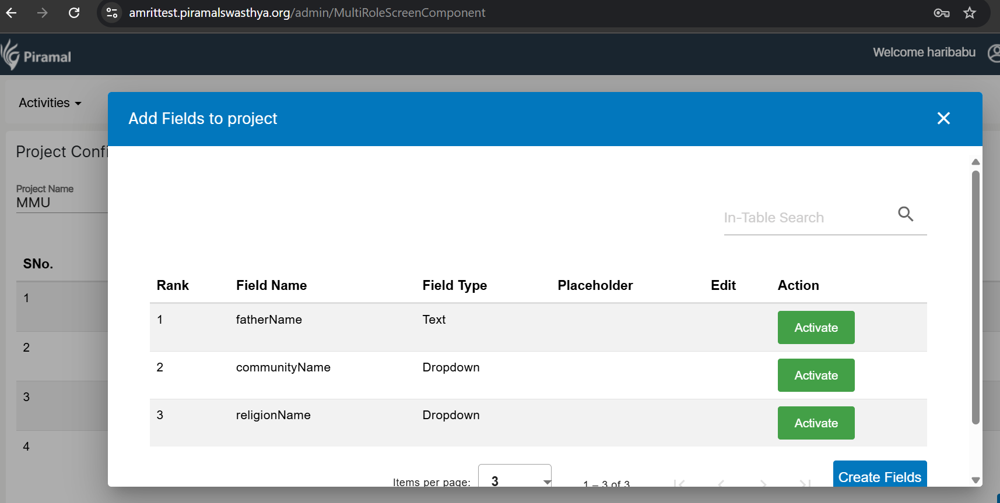 amrittest.piramalswasthya.org/admin/MultiRoleScreenComponent
Piramal
Welcome haribabu
Activities
Add Fields to project
Project Confi
Project Name
MMU
In-Table Search
SNo.
Rank Field Name Field Type Placeholder Edit Action
1
1 fatherName Text Activate
2
2 communityName Dropdown Activate
3
3 religionName Dropdown Activate
4
Items per page: 3 1 – 3 of 3 Create Fields